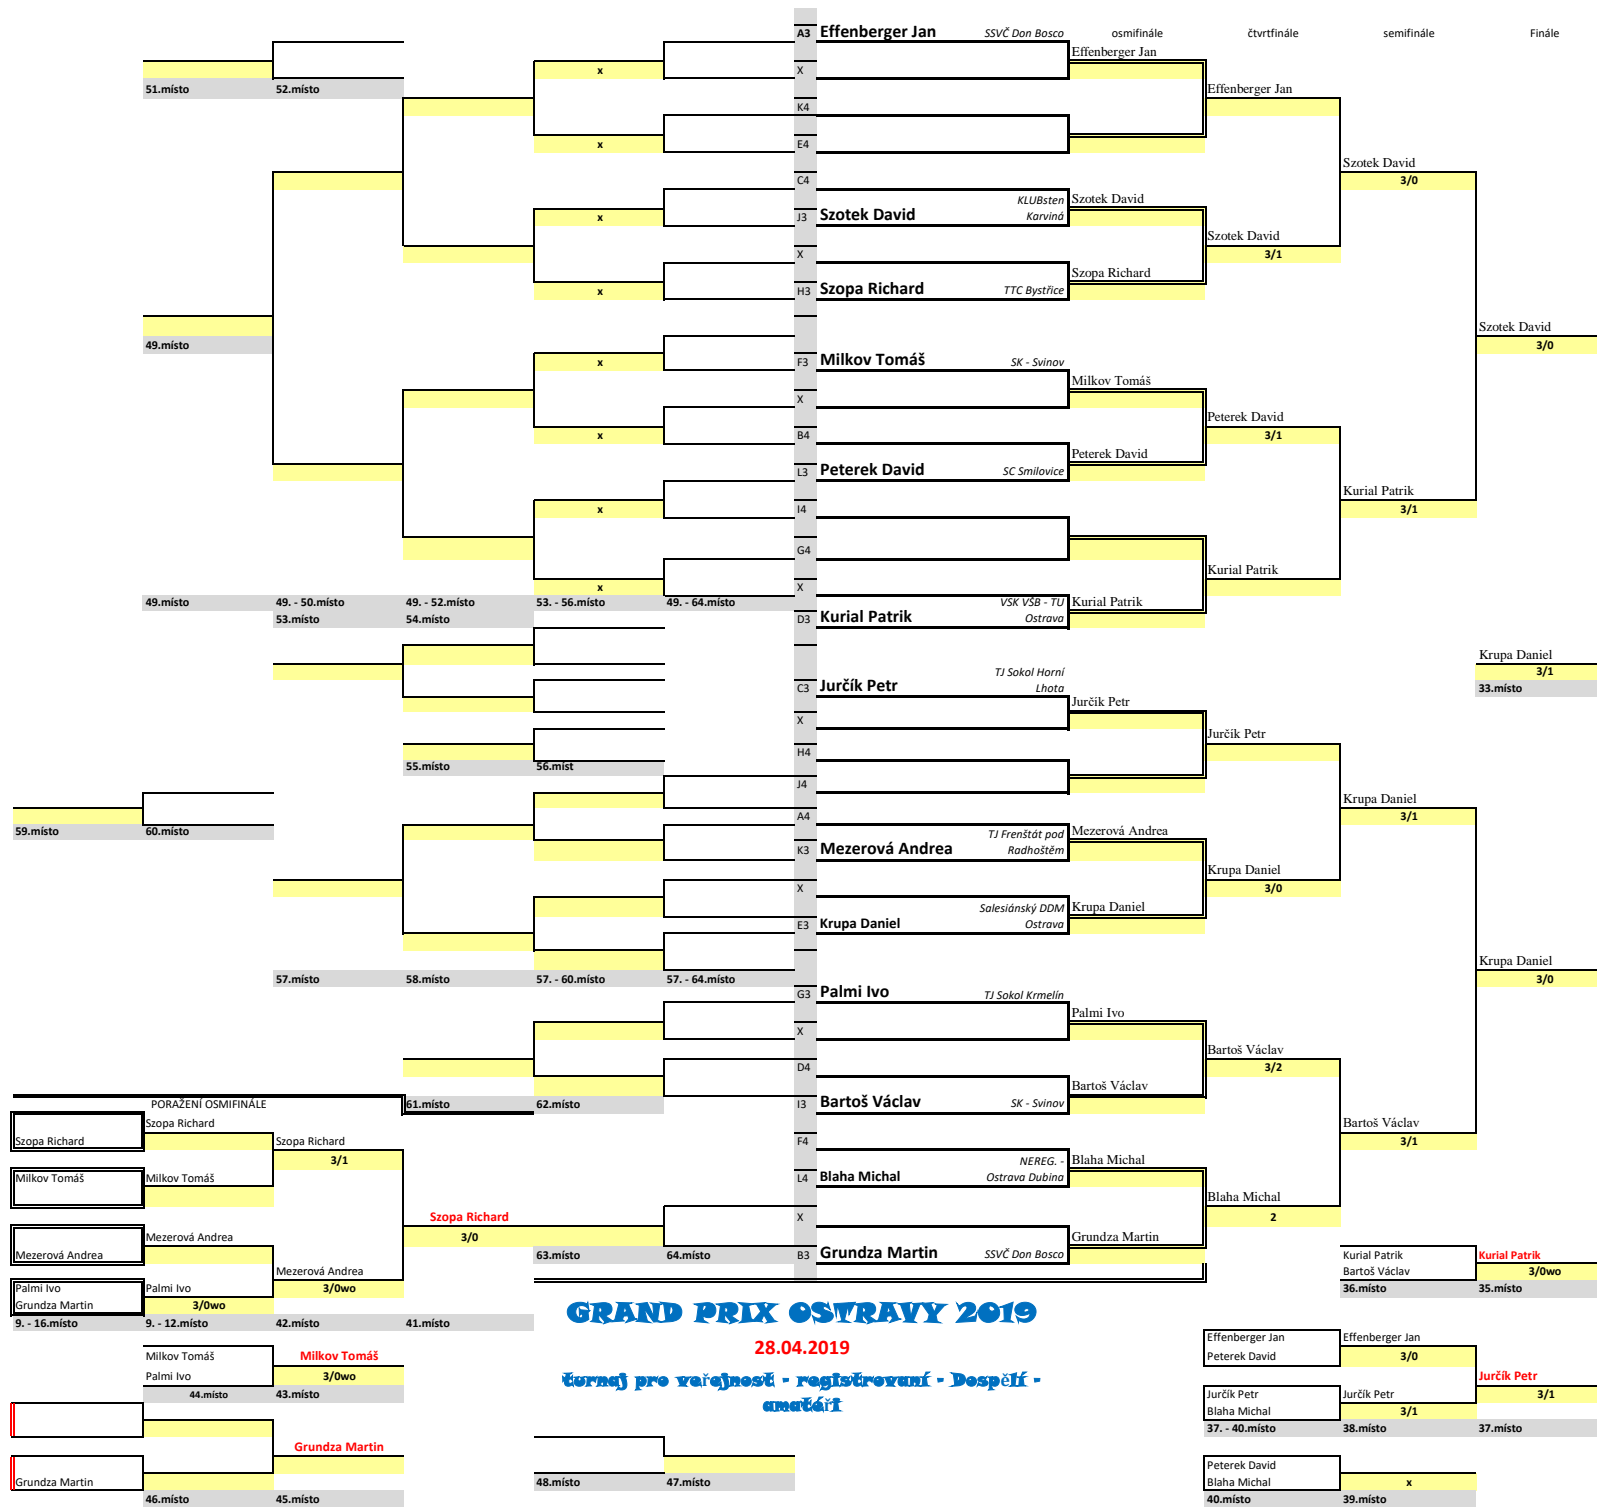 A3 Effenberger Jan SSVČ Don Bosco osmifinále čtvrtfinále semifinále Finále
Effenberger Jan
x X
51.místo 52.místo Effenberger Jan
K4
x E4
Szotek David
C4 3/0
KLUBsten Szotek David
x J3 Szotek David Karviná
Szotek David
X 3/1
Szopa Richard
x H3 Szopa Richard TTC Bystřice
Szotek David
49.místo 3/0
x F3 Milkov Tomáš SK - Svinov
Milkov Tomáš
X
Peterek David
x B4 3/1
Peterek David
L3 Peterek David SC Smilovice
Kurial Patrik
x I4 3/1
G4
Kurial Patrik
x X
49.místo 49. - 50.místo 49. - 52.místo 53. - 56.místo 49. - 64.místo VSK VŠB - TU Kurial Patrik
53.místo 54.místo D3 Kurial Patrik Ostrava
Krupa Daniel
TJ Sokol Horní 3/1
C3 Jurčík Petr Lhota 33.místo
Jurčík Petr
X
Jurčík Petr
H4
55.místo 56.míst
J4
Krupa Daniel
A4 3/1
59.místo 60.místo TJ Frenštát pod Mezerová Andrea
K3 Mezerová Andrea Radhoštěm
Krupa Daniel
X 3/0
Salesiánský DDM Krupa Daniel
E3 Krupa Daniel Ostrava
Krupa Daniel
57.místo 58.místo 57. - 60.místo 57. - 64.místo 3/0
G3 Palmi Ivo TJ Sokol Krmelín
Palmi Ivo
X
Bartoš Václav
D4 3/2
Bartoš Václav
PORAŽENÍ OSMIFINÁLE 61.místo 62.místo I3 Bartoš Václav SK - Svinov
Szopa Richard Bartoš Václav
Szopa Richard Szopa Richard F4 3/1
3/1 NEREG. - Blaha Michal
Milkov Tomáš Milkov Tomáš L4 Blaha Michal Ostrava Dubina
Blaha Michal
Szopa Richard X 2
Mezerová Andrea 3/0 Grundza Martin
Mezerová Andrea 63.místo 64.místo B3 Grundza Martin SSVČ Don Bosco Kurial Patrik Kurial Patrik
Mezerová Andrea Bartoš Václav 3/0wo
Palmi Ivo Palmi Ivo 3/0wo 36.místo 35.místo
Grundza Martin 3/0wo
9. - 16.místo 9. - 12.místo 42.místo 41.místo
GRAND PRIX OSTRAVY 2019
Effenberger Jan Effenberger Jan
28.04.2019
Milkov Tomáš Milkov Tomáš Peterek David 3/0
Palmi Ivo 3/0wo Jurčík Petr
turnaj pro veřejnost - registrovaní - Dospělí -
44.místo 43.místo Jurčík Petr Jurčík Petr 3/1
amatéři
Blaha Michal 3/1
37. - 40.místo 38.místo 37.místo
Grundza Martin
Peterek David
Grundza Martin 48.místo 47.místo Blaha Michal x
46.místo 45.místo 40.místo 39.místo